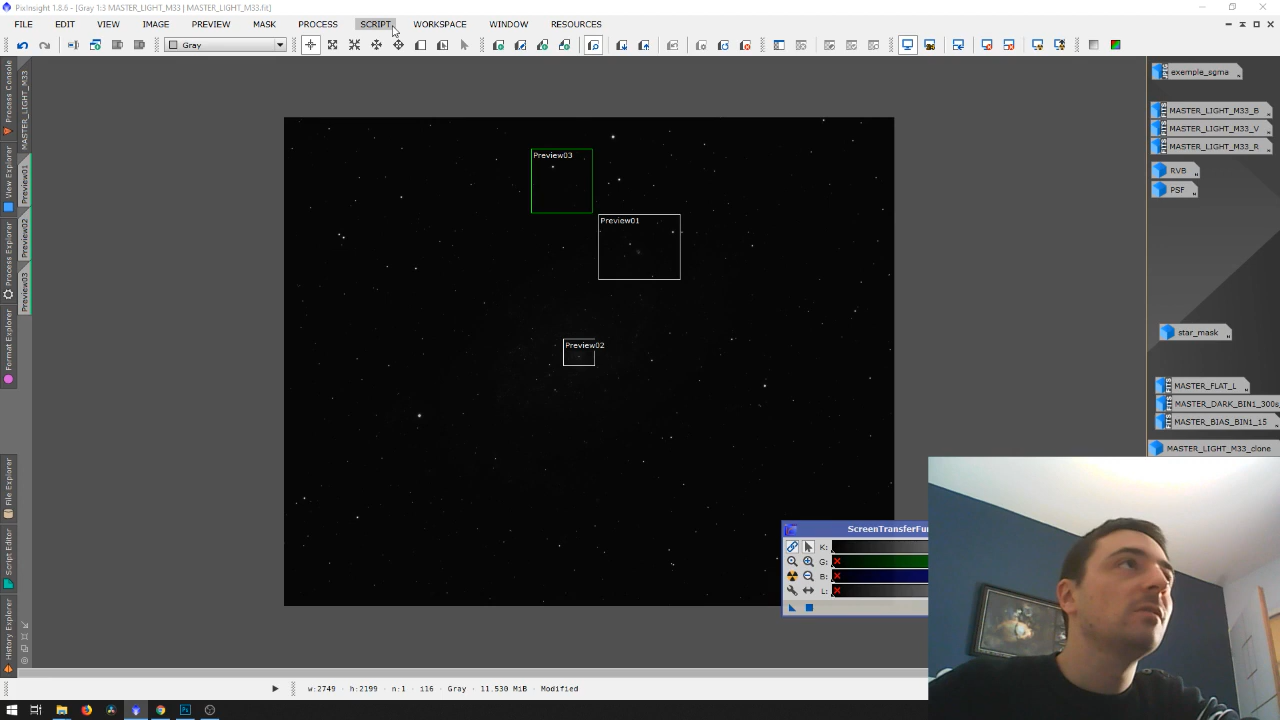 PixInsight 1.8.6 - [Gray 1:3 MASTER_LIGHT_M33 | MASTER_LIGHT_M33.fit]
FILE EDIT VIEW IMAGE PREVIEW MASK PROCESS SCRIPT WORKSPACE WINDOW RESOURCES
Gray
Process Console
View Explorer
Process Explorer
Format Explorer
File Explorer
Script Editor
History Explorer
MASTER_LIGHT_M33
Preview01
Preview02
Preview03
Preview03
Preview01
Preview02
exemple_sgma
MASTER_LIGHT_M33_B
MASTER_LIGHT_M33_V
MASTER_LIGHT_M33_R
RVB
PSF
star_mask
MASTER_FLAT_L
MASTER_DARK_BIN1_300s
MASTER_BIAS_BIN1_15
MASTER_LIGHT_M33_clone
ScreenTransferFun
K:
G:
B:
L:
w:2749 · h:2199 · n:1 · i16 · Gray · 11.530 MiB · Modified